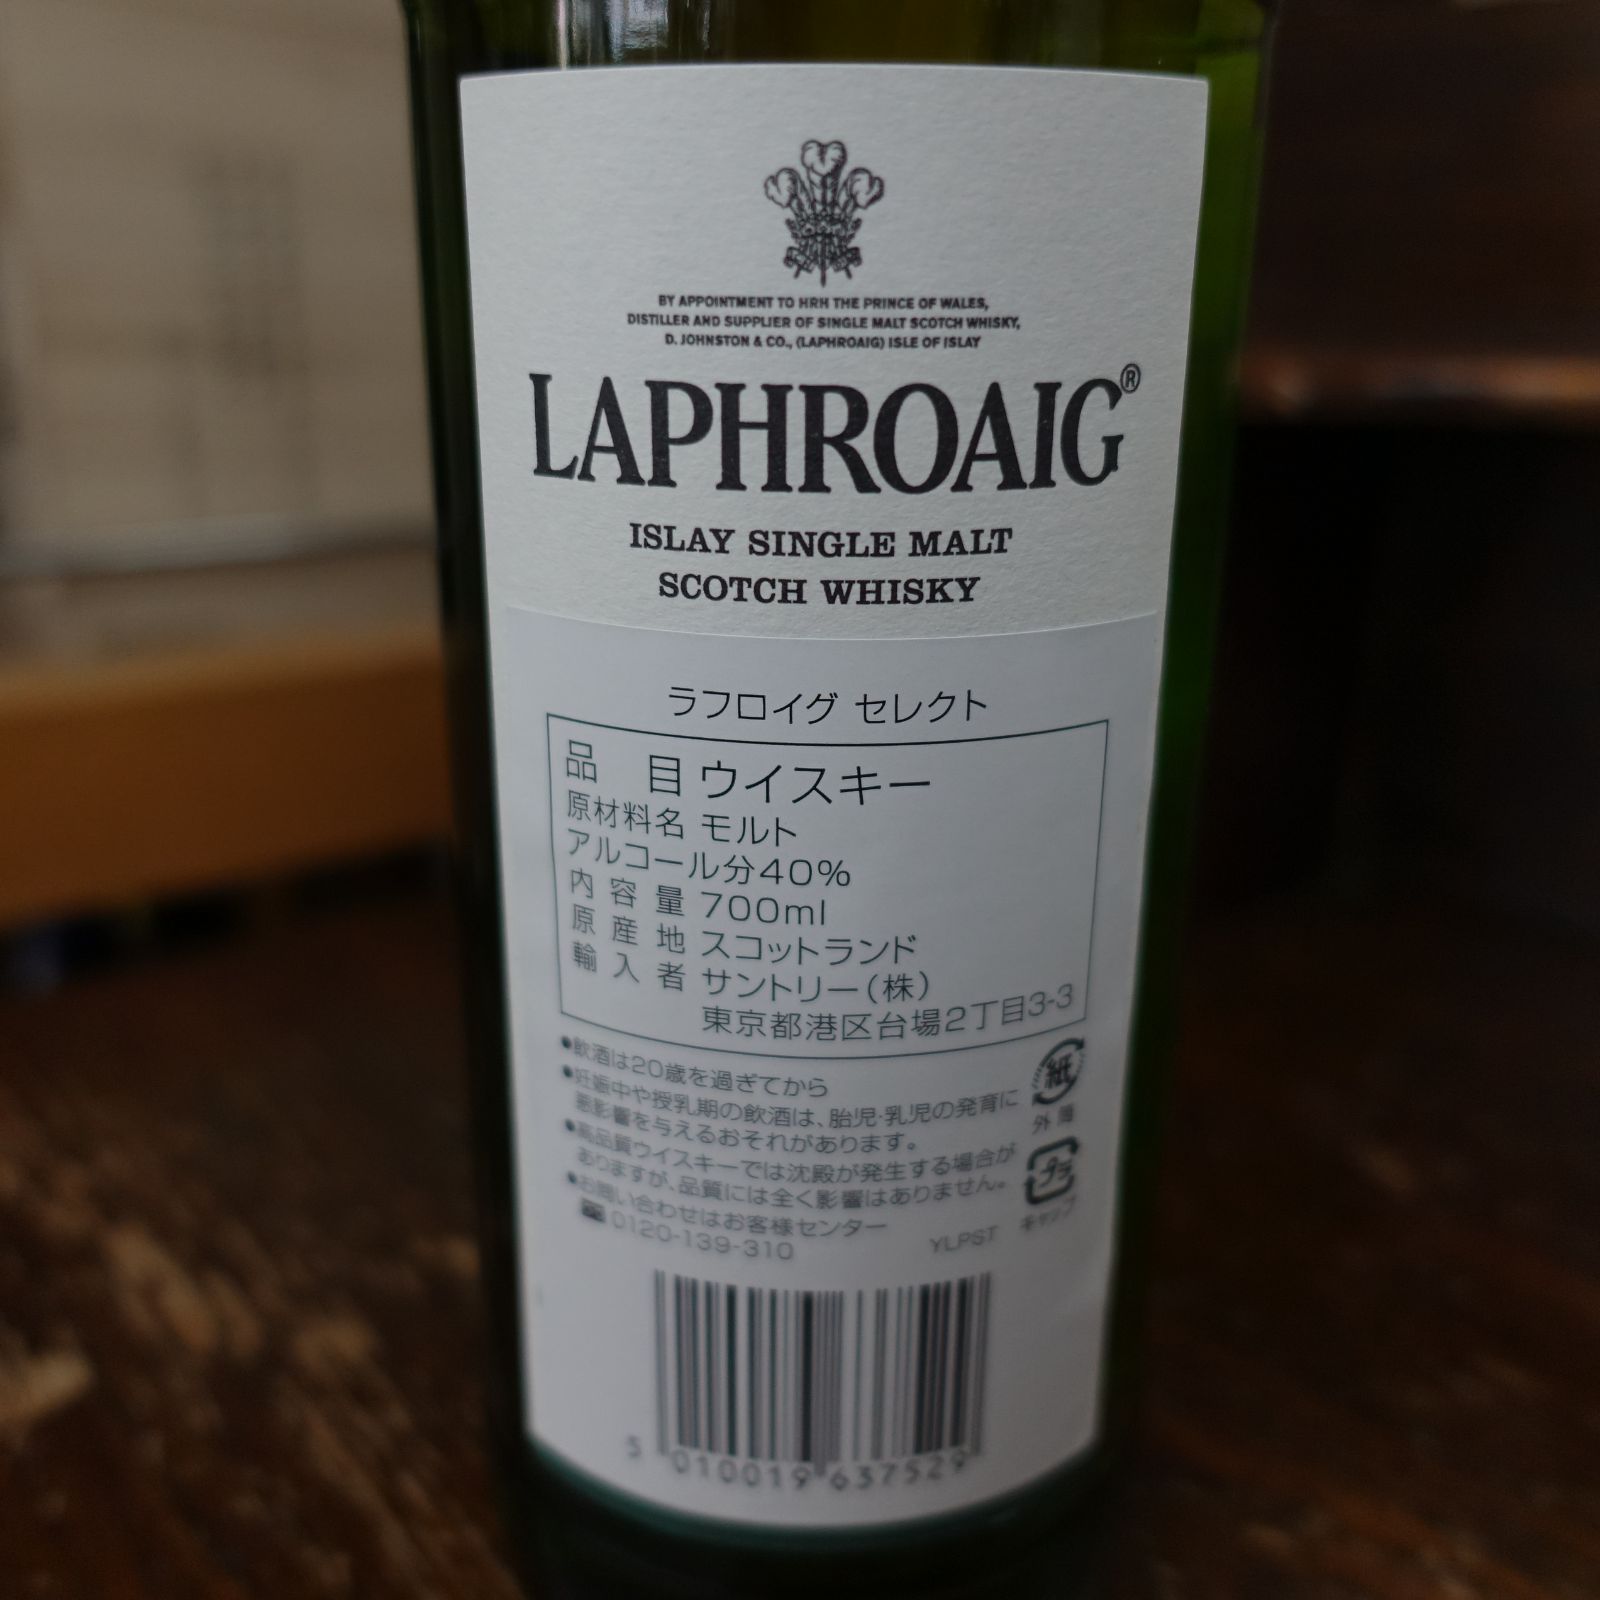 BY APPOINTMENT TO HRH THE PRINCE OF WALES,
DISTILLER AND SUPPLIER OF SINGLE MALT SCOTCH WHISKY,
D. JOHNSTON & CO., (LAPHROAIG) ISLE OF ISLAY
LAPHROAIG®
ISLAY SINGLE MALT
SCOTCH WHISKY
ラフロイグ セレクト
品 目 ウイスキー
原材料名 モルト
アルコール分40%
内容量 700ml
原産地 スコットランド
輸入者 サントリー(株)
東京都港区台場2丁目3-3
●飲酒は20歳を過ぎてから
●妊娠中や授乳期の飲酒は、胎児・乳児の発育に
悪影響を与えるおそれがあります。
●高品質ウイスキーでは沈殿が発生する場合が
ありますが、品質には全く影響はありません。
●お問い合わせはお客様センター
0120-139-310
YLPST
紙
外箱
プラ
キャップ
5 010019 637529